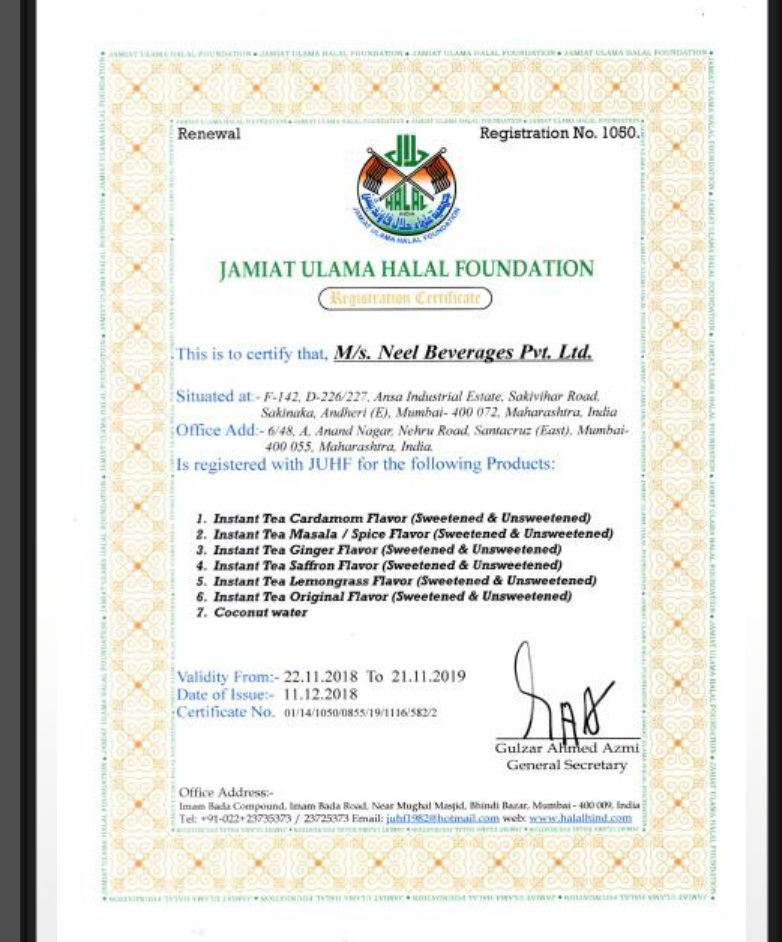 Renewal
Registration No. 1050.
حلال
HALAL
INDIA
JAMIAT ULAMA HALAL FOUNDATION
JAMIAT ULAMA HALAL FOUNDATION
Registration Certificate
This is to certify that, M/s. Neel Beverages Pvt. Ltd.
Situated at:- F-142, D-226/227, Ansa Industrial Estate, Sakivihar Road,
Sakinaka, Andheri (E), Mumbai- 400 072, Maharashtra, India
Office Add:- 6/48, A, Anand Nagar, Nehru Road, Santacruz (East), Mumbai-
400 055, Maharashtra, India.
Is registered with JUHF for the following Products:
1. Instant Tea Cardamom Flavor (Sweetened & Unsweetened)
2. Instant Tea Masala / Spice Flavor (Sweetened & Unsweetened)
3. Instant Tea Ginger Flavor (Sweetened & Unsweetened)
4. Instant Tea Saffron Flavor (Sweetened & Unsweetened)
5. Instant Tea Lemongrass Flavor (Sweetened & Unsweetened)
6. Instant Tea Original Flavor (Sweetened & Unsweetened)
7. Coconut water
Validity From:- 22.11.2018 To 21.11.2019
Date of Issue:- 11.12.2018
Certificate No. 01/14/1050/0855/19/1116/582/2
Gulzar Ahmed Azmi
General Secretary
Office Address:-
Imam Bada Compound, Imam Bada Road, Near Mughal Masjid, Bhindi Bazar, Mumbai - 400 009, India
Tel: +91-022+23735373 / 23725373 Email: juhf1982@hotmail.com web: www.halalhind.com